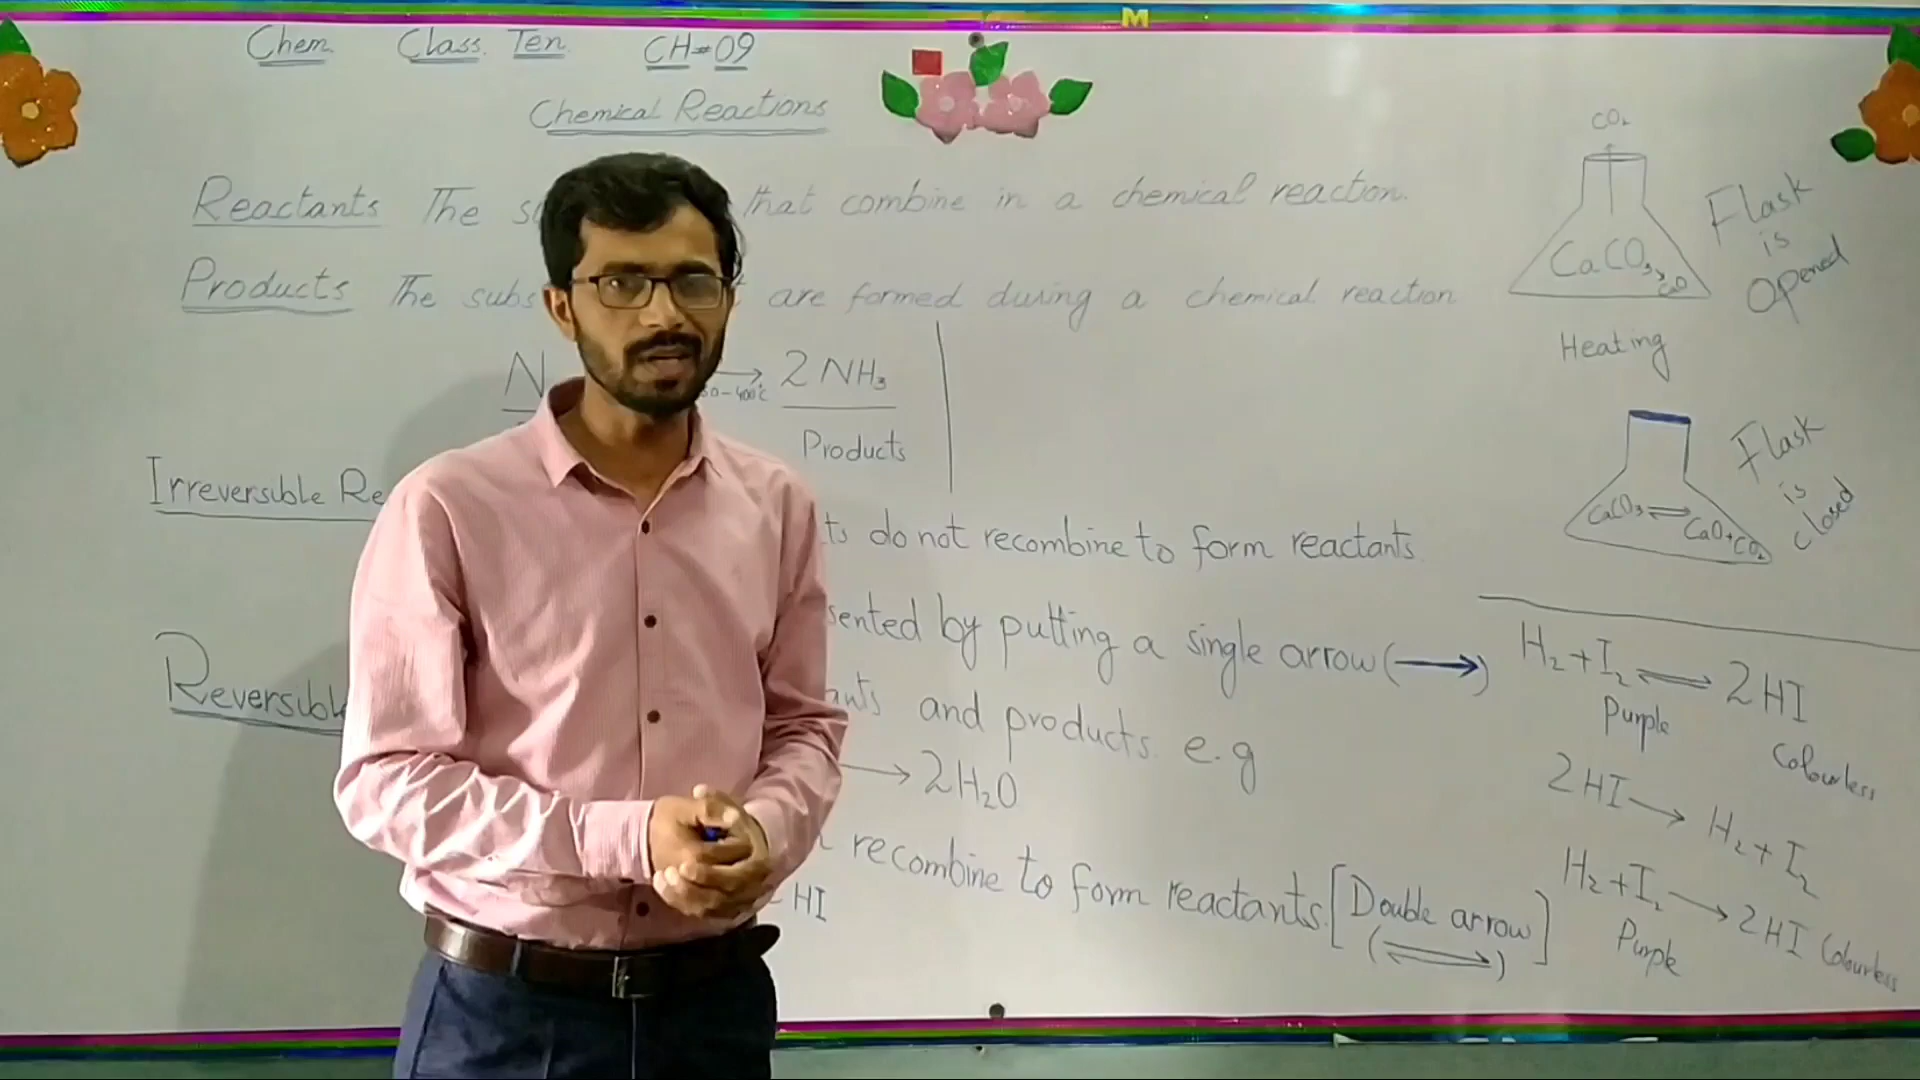 M
Chem. Class. Ten. CH#09
Chemical Reactions
Reactants The that combine in a chemical reaction.
Products The subs are formed during a chemical reaction
N → 2NH₃
-400°C
Products
Irreversible Re
ts do not recombine to form reactants.
sented by putting a single arrow (→)
Reversible
ants and products. e.g
→ 2H₂O
recombine to form reactants. [Double arrow]
(⇌)
HI
CO₂
CaCO₃ → CaO
Flask
is
Opened
Heating
CaCO₃ ⇌ CaO+CO₂
Flask
is
closed
H₂ + I₂ ⇌ 2HI
Purple Colourless
2HI → H₂ + I₂
H₂ + I₂ → 2HI Colourless
Purple